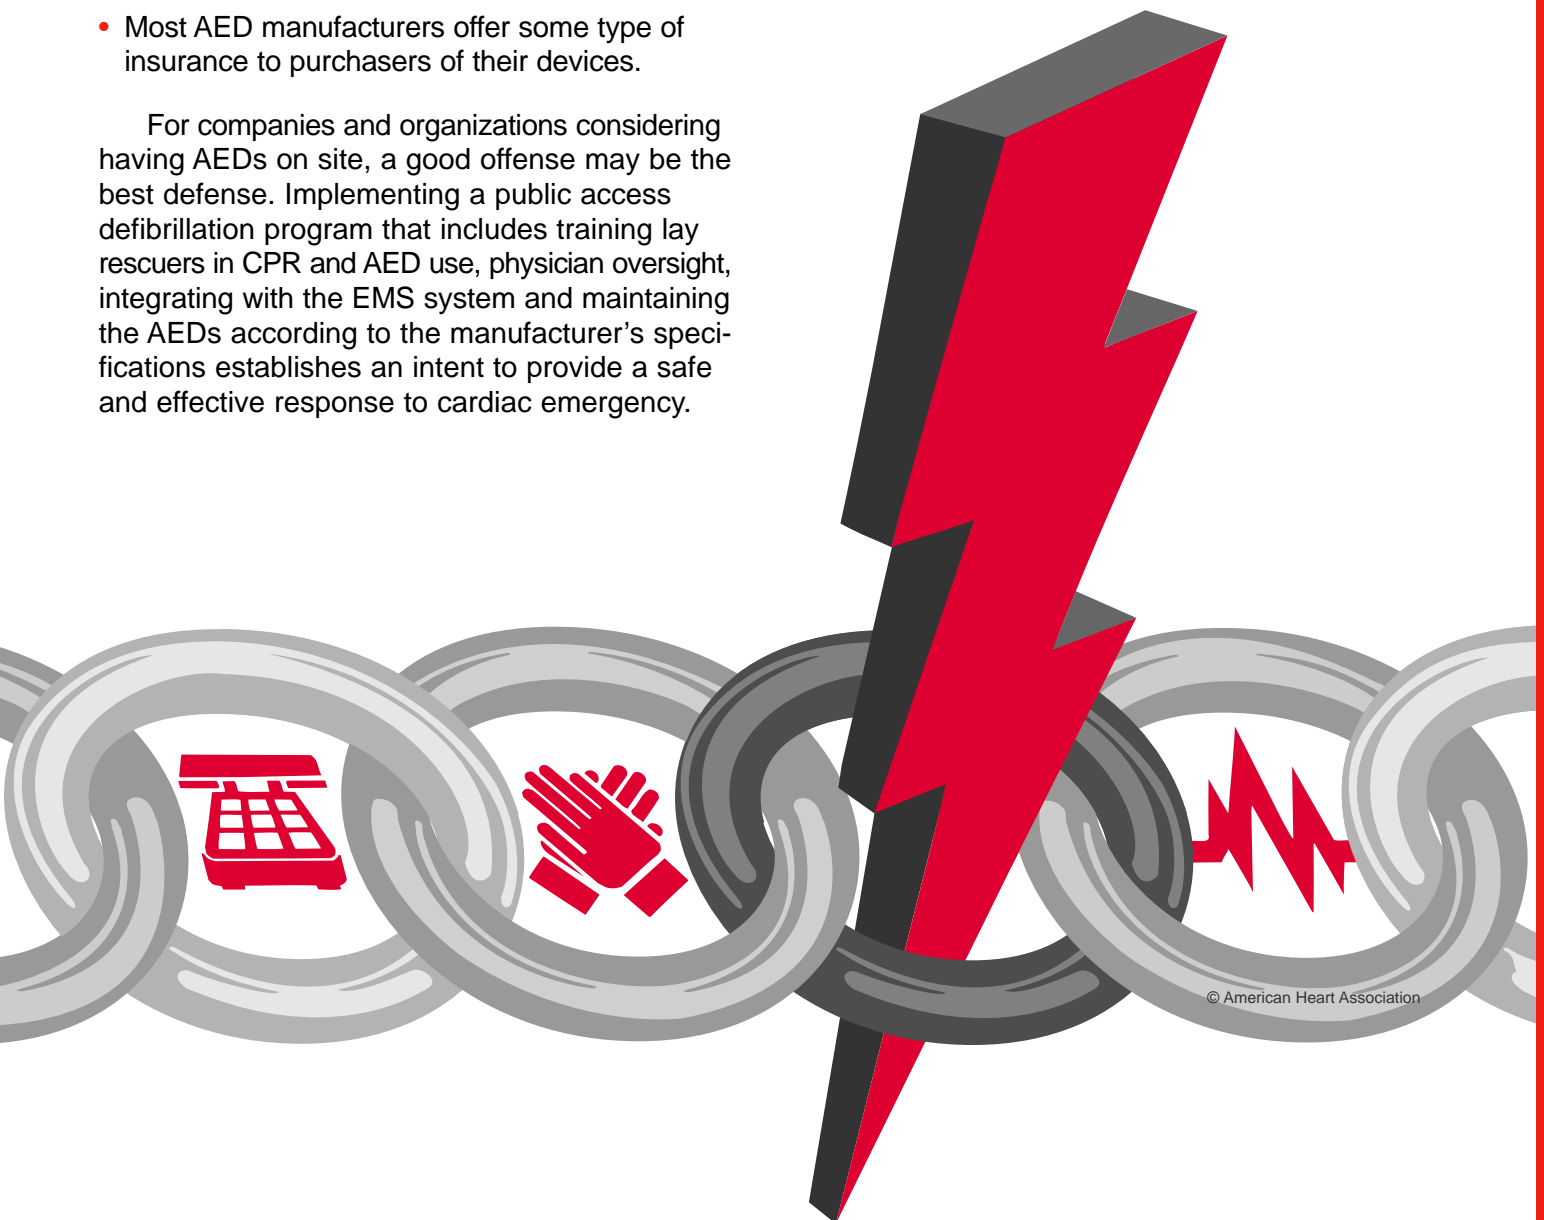 • Most AED manufacturers offer some type of
insurance to purchasers of their devices.
For companies and organizations considering
having AEDs on site, a good offense may be the
best defense. Implementing a public access
defibrillation program that includes training lay
rescuers in CPR and AED use, physician oversight,
integrating with the EMS system and maintaining
the AEDs according to the manufacturer’s speci-
fications establishes an intent to provide a safe
and effective response to cardiac emergency.
© American Heart Association